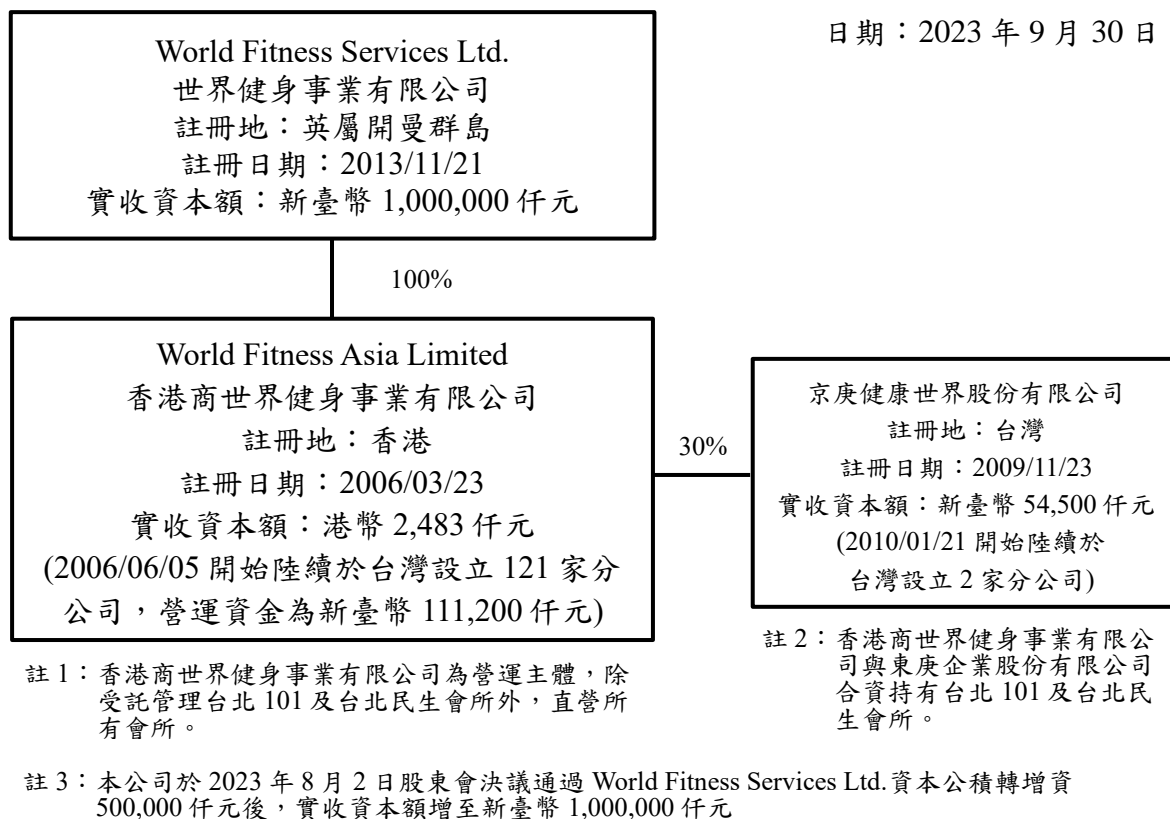 日期：2023 年 9 月 30 日
World Fitness Services Ltd.
世界健身事業有限公司
註冊地：英屬開曼群島
註冊日期：2013/11/21
實收資本額：新臺幣 1,000,000 仟元
100%
World Fitness Asia Limited
香港商世界健身事業有限公司
註冊地：香港
註冊日期：2006/03/23
實收資本額：港幣 2,483 仟元
(2006/06/05 開始陸續於台灣設立 121 家分
公司，營運資金為新臺幣 111,200 仟元)
30%
京庚健康世界股份有限公司
註冊地：台灣
註冊日期：2009/11/23
實收資本額：新臺幣 54,500 仟元
(2010/01/21 開始陸續於
台灣設立 2 家分公司)
註 1：香港商世界健身事業有限公司為營運主體，除
受託管理台北 101 及台北民生會所外，直營所
有會所。
註 2：香港商世界健身事業有限公
司與東庚企業股份有限公司
合資持有台北 101 及台北民
生會所。
註 3：本公司於 2023 年 8 月 2 日股東會決議通過 World Fitness Services Ltd.資本公積轉增資
500,000 仟元後，實收資本額增至新臺幣 1,000,000 仟元